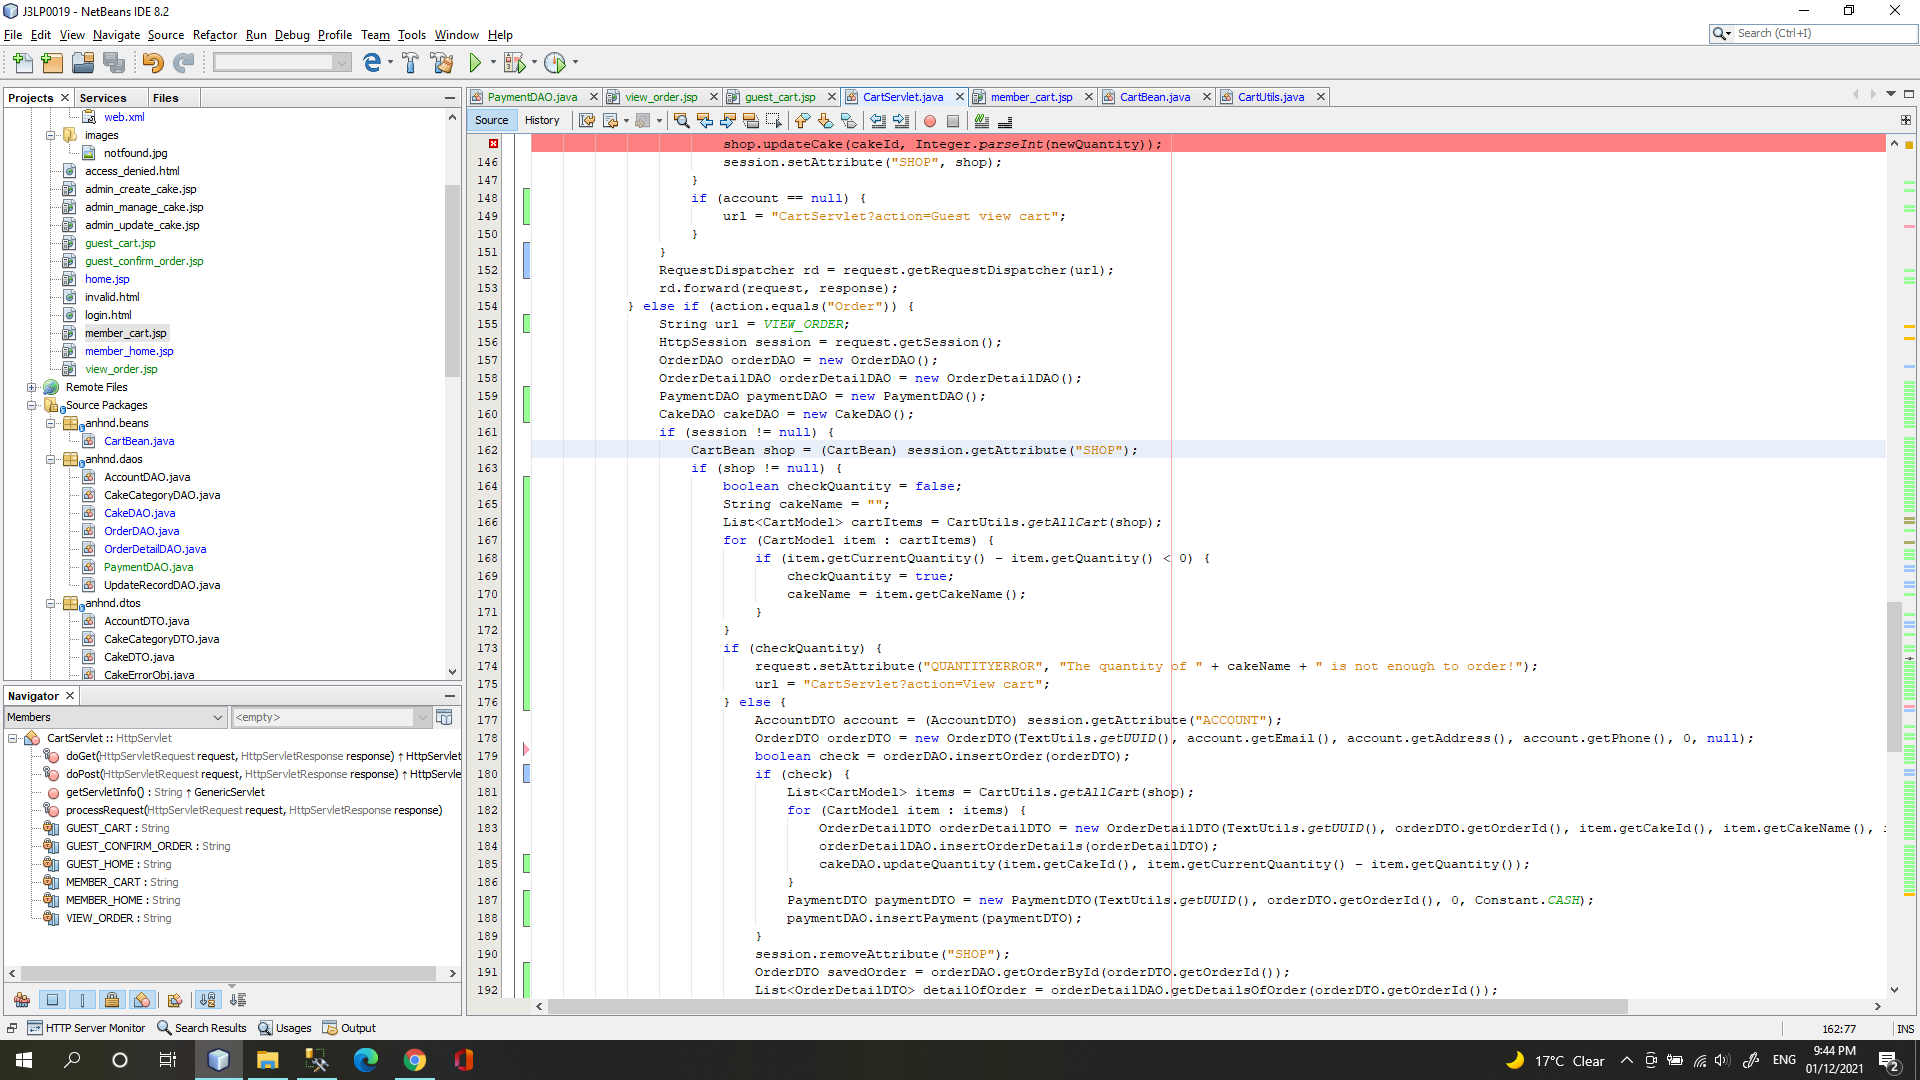 J3LP0019 - NetBeans IDE 8.2
File Edit View Navigate Source Refactor Run Debug Profile Team Tools Window Help
Search (Ctrl+I)
Projects Services Files
web.xml
images
notfound.jpg
access_denied.html
admin_create_cake.jsp
admin_manage_cake.jsp
admin_update_cake.jsp
guest_cart.jsp
guest_confirm_order.jsp
home.jsp
invalid.html
login.html
member_cart.jsp
member_home.jsp
view_order.jsp
Remote Files
Source Packages
anhnd.beans
CartBean.java
anhnd.daos
AccountDAO.java
CakeCategoryDAO.java
CakeDAO.java
OrderDAO.java
OrderDetailDAO.java
PaymentDAO.java
UpdateRecordDAO.java
anhnd.dtos
AccountDTO.java
CakeCategoryDTO.java
CakeDTO.java
CakeErrorObj.java
Navigator
Members
<empty>
CartServlet :: HttpServlet
doGet(HttpServletRequest request, HttpServletResponse response) ↑ HttpServlet
doPost(HttpServletRequest request, HttpServletResponse response) ↑ HttpServle
getServletInfo() : String ↑ GenericServlet
processRequest(HttpServletRequest request, HttpServletResponse response)
GUEST_CART : String
GUEST_CONFIRM_ORDER : String
GUEST_HOME : String
MEMBER_CART : String
MEMBER_HOME : String
VIEW_ORDER : String
PaymentDAO.java view_order.jsp guest_cart.jsp CartServlet.java member_cart.jsp CartBean.java CartUtils.java
Source History
shop.updateCake(cakeId, Integer.parseInt(newQuantity));
146 session.setAttribute("SHOP", shop);
147 }
148 if (account == null) {
149 url = "CartServlet?action=Guest view cart";
150 }
151 }
152 RequestDispatcher rd = request.getRequestDispatcher(url);
153 rd.forward(request, response);
154 } else if (action.equals("Order")) {
155 String url = VIEW_ORDER;
156 HttpSession session = request.getSession();
157 OrderDAO orderDAO = new OrderDAO();
158 OrderDetailDAO orderDetailDAO = new OrderDetailDAO();
159 PaymentDAO paymentDAO = new PaymentDAO();
160 CakeDAO cakeDAO = new CakeDAO();
161 if (session != null) {
162 CartBean shop = (CartBean) session.getAttribute("SHOP");
163 if (shop != null) {
164 boolean checkQuantity = false;
165 String cakeName = "";
166 List<CartModel> cartItems = CartUtils.getAllCart(shop);
167 for (CartModel item : cartItems) {
168 if (item.getCurrentQuantity() - item.getQuantity() < 0) {
169 checkQuantity = true;
170 cakeName = item.getCakeName();
171 }
172 }
173 if (checkQuantity) {
174 request.setAttribute("QUANTITYERROR", "The quantity of " + cakeName + " is not enough to order!");
175 url = "CartServlet?action=View cart";
176 } else {
177 AccountDTO account = (AccountDTO) session.getAttribute("ACCOUNT");
178 OrderDTO orderDTO = new OrderDTO(TextUtils.getUUID(), account.getEmail(), account.getAddress(), account.getPhone(), 0, null);
179 boolean check = orderDAO.insertOrder(orderDTO);
180 if (check) {
181 List<CartModel> items = CartUtils.getAllCart(shop);
182 for (CartModel item : items) {
183 OrderDetailDTO orderDetailDTO = new OrderDetailDTO(TextUtils.getUUID(), orderDTO.getOrderId(), item.getCakeId(), item.getCakeName(), i
184 orderDetailDAO.insertOrderDetails(orderDetailDTO);
185 cakeDAO.updateQuantity(item.getCakeId(), item.getCurrentQuantity() - item.getQuantity());
186 }
187 PaymentDTO paymentDTO = new PaymentDTO(TextUtils.getUUID(), orderDTO.getOrderId(), 0, Constant.CASH);
188 paymentDAO.insertPayment(paymentDTO);
189 }
190 session.removeAttribute("SHOP");
191 OrderDTO savedOrder = orderDAO.getOrderById(orderDTO.getOrderId());
192 List<OrderDetailDTO> detailOfOrder = orderDetailDAO.getDetailsOfOrder(orderDTO.getOrderId());
HTTP Server Monitor Search Results Usages Output
162:77 INS
17°C Clear
ENG
9:44 PM
01/12/2021
2